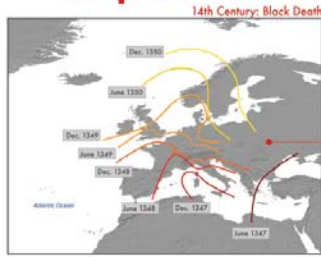 14th Century: Black Death
Dec. 1350
June 1350
Dec. 1349
June 1349
Dec. 1348
Atlantic Ocean
June 1348
Dec. 1347
June 1347